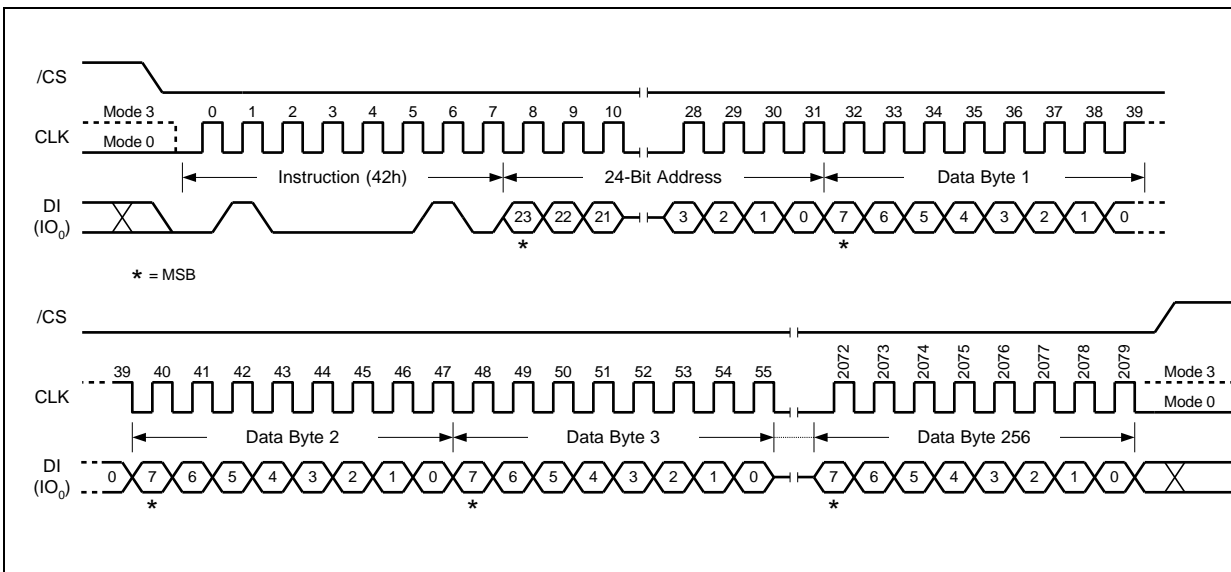 /CS
Mode 3
0 1 2 3 4 5 6 7 8 9 10 28 29 30 31 32 33 34 35 36 37 38 39
CLK
Mode 0
Instruction (42h) 24-Bit Address Data Byte 1
DI
(IO0)
23 22 21 3 2 1 0 7 6 5 4 3 2 1 0
* *
* = MSB
/CS
39 40 41 42 43 44 45 46 47 48 49 50 51 52 53 54 55 2072 2073 2074 2075 2076 2077 2078 2079
Mode 3
CLK
Mode 0
Data Byte 2 Data Byte 3 Data Byte 256
DI
(IO0)
0 7 6 5 4 3 2 1 0 7 6 5 4 3 2 1 0 7 6 5 4 3 2 1 0
* * *